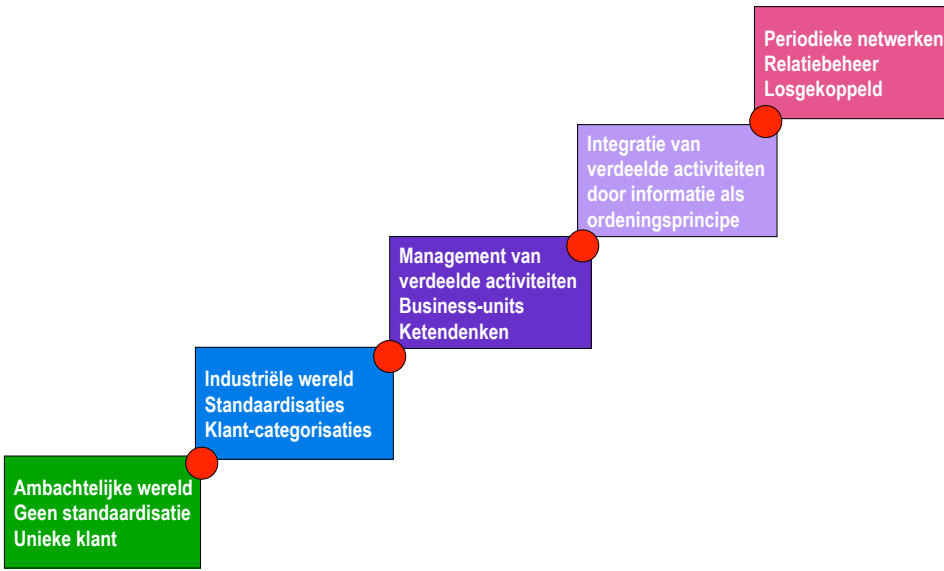 Periodieke netwerken
Relatiebeheer
Losgekoppeld
Integratie van
verdeelde activiteiten
door informatie als
ordeningsprincipe
Management van
verdeelde activiteiten
Business-units
Ketendenken
Industriële wereld
Standaardisaties
Klant-categorisaties
Ambachtelijke wereld
Geen standaardisatie
Unieke klant